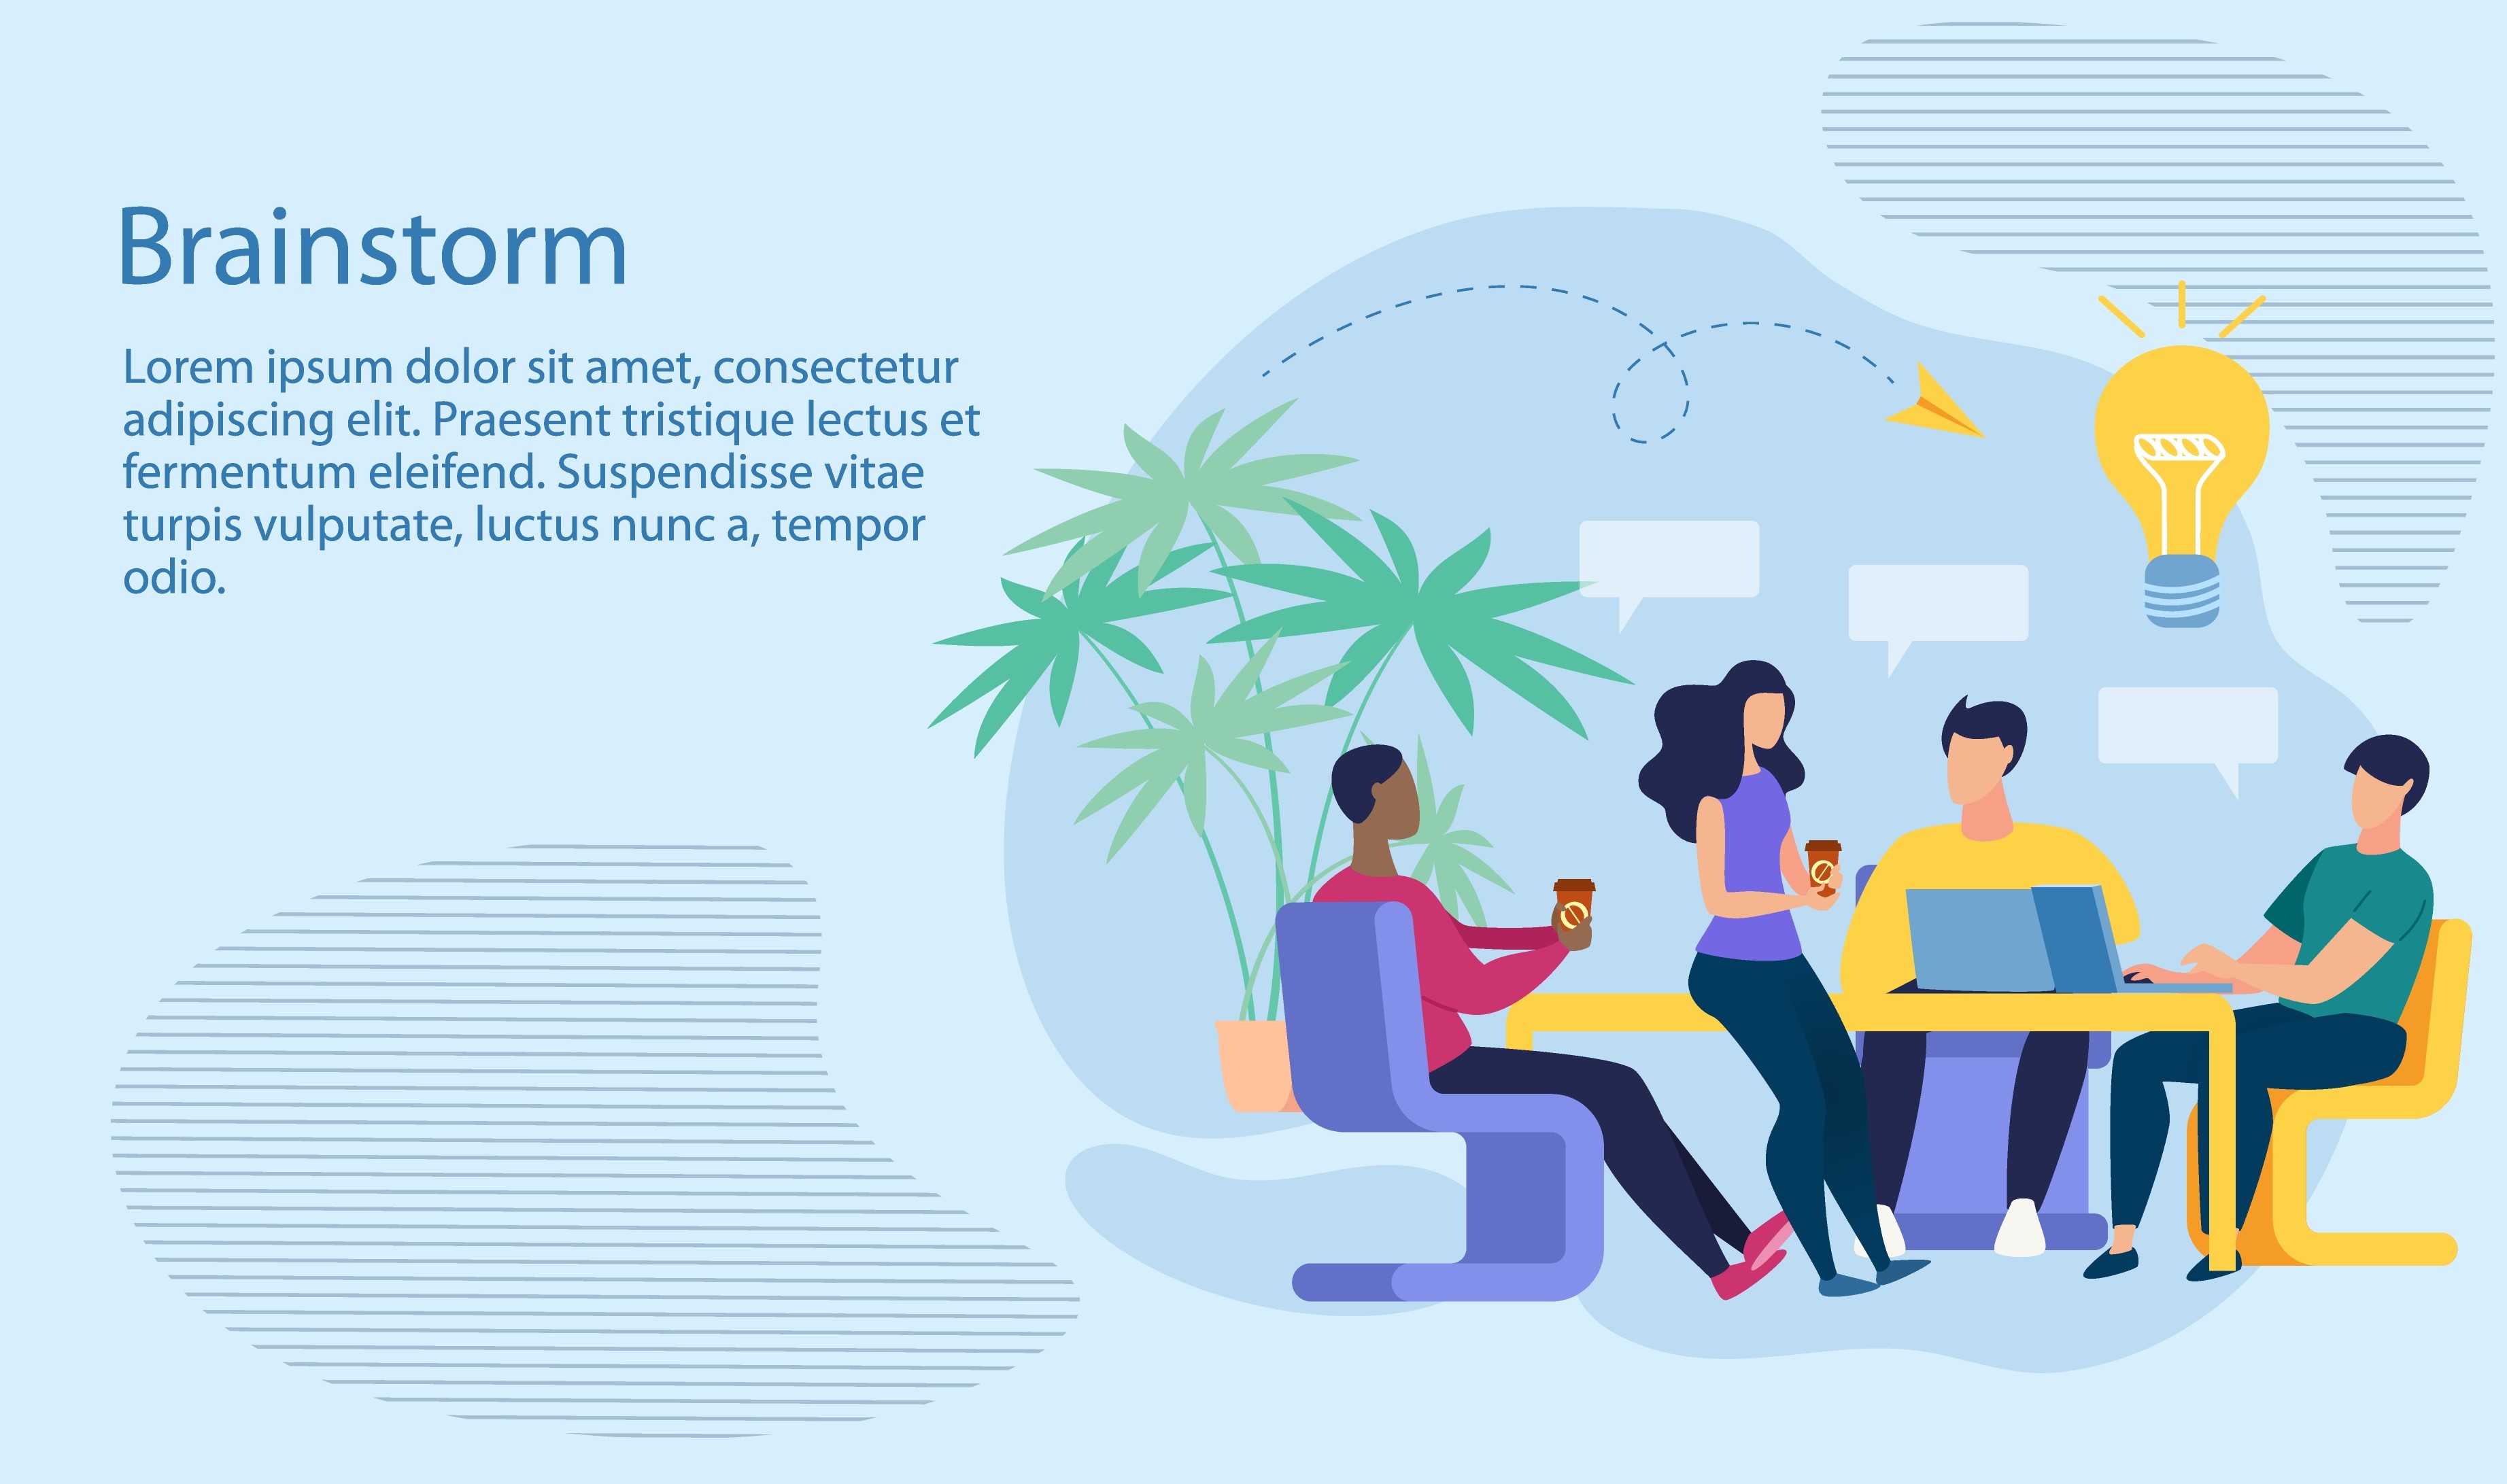 Brainstorm
Lorem ipsum dolor sit amet, consectetur
adipiscing elit. Praesent tristique lectus et
fermentum eleifend. Suspendisse vitae
turpis vulputate, luctus nunc a, tempor
odio.